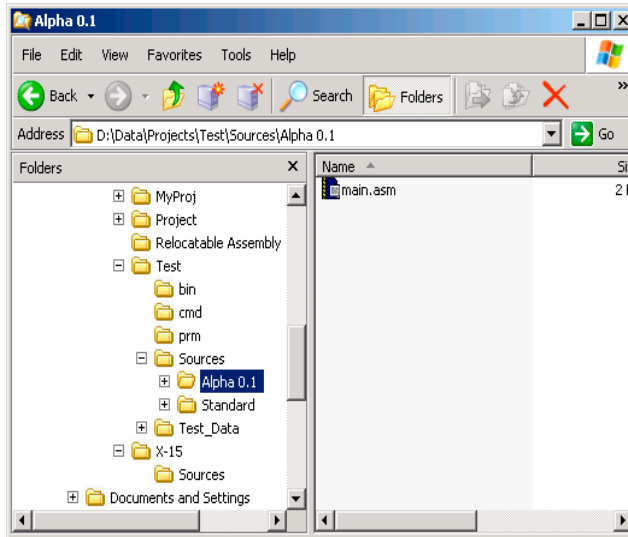 Alpha 0.1
File Edit View Favorites Tools Help
Back Search Folders »
Address D:\Data\Projects\Test\Sources\Alpha 0.1 Go
Folders X
MyProj
Project
Relocatable Assembly
Test
bin
cmd
prm
Sources
Alpha 0.1
Standard
Test_Data
X-15
Sources
Documents and Settings
Name
main.asm
2